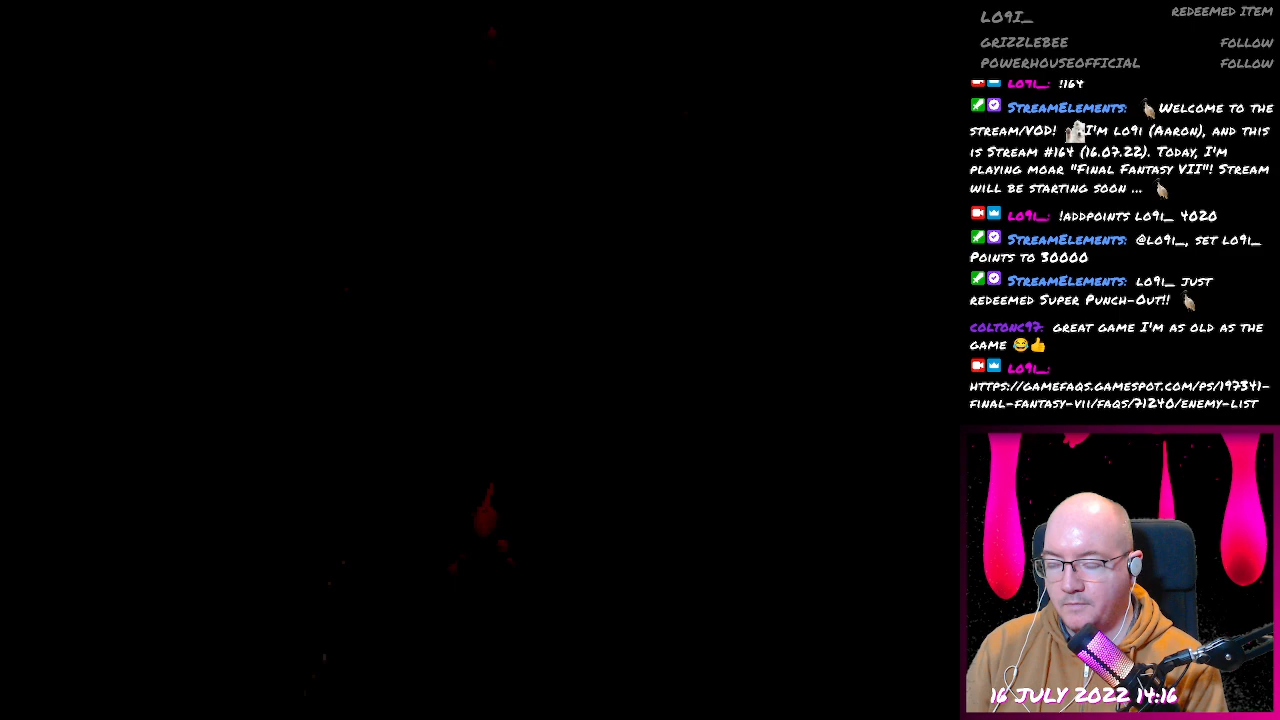 LO9I_ REDEEMED ITEM
GRIZZLEBEE FOLLOW
POWERHOUSEOFFICIAL FOLLOW
LO9I_: !164
STREAMELEMENTS: WELCOME TO THE
STREAM/VOD! I'M LO9I (AARON), AND THIS
IS STREAM #164 (16.07.22). TODAY, I'M
PLAYING MOAR "FINAL FANTASY VII"! STREAM
WILL BE STARTING SOON ...
LO9I_: !ADDPOINTS LO9I_ 4020
STREAMELEMENTS: @LO9I_, SET LO9I_
POINTS TO 30000
STREAMELEMENTS: LO9I_ JUST
REDEEMED SUPER PUNCH-OUT!!
COLTONC97: GREAT GAME I'M AS OLD AS THE
GAME 😂👍
LO9I_:
HTTPS://GAMEFAQS.GAMESPOT.COM/PS/197341-
FINAL-FANTASY-VII/FAQS/71240/ENEMY-LIST
16 JULY 2022 14:16